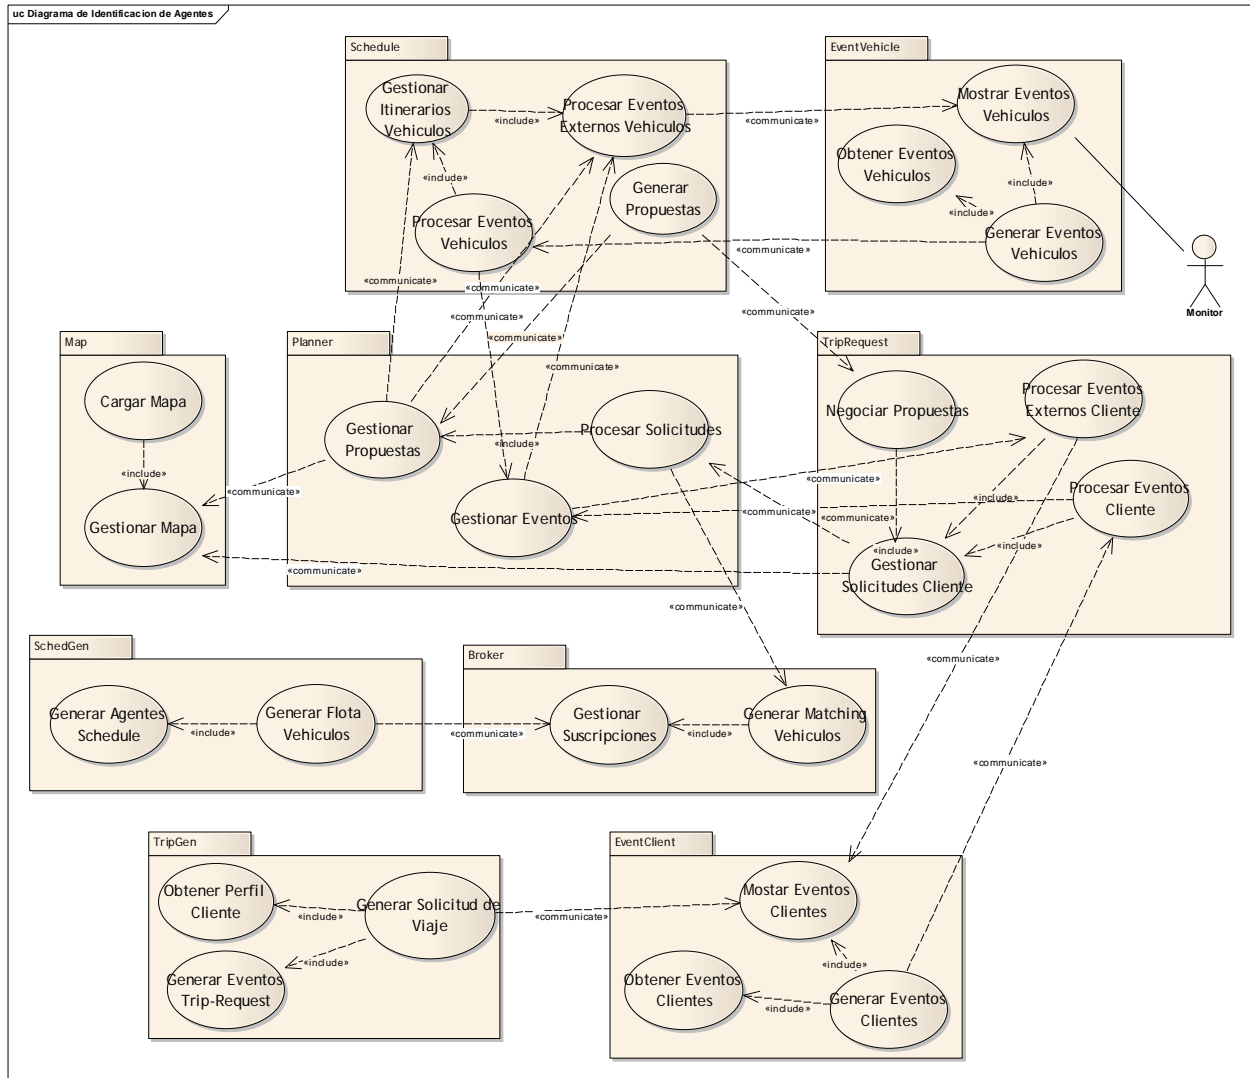 uc Diagrama de Identificacion de Agentes
Schedule
Gestionar
Itinerarios
Vehiculos
«include»
Procesar Eventos
Externos Vehiculos
«include»
Generar
Propuestas
Procesar Eventos
Vehiculos
EventVehicle
«communicate»
Mostrar Eventos
Vehiculos
Obtener Eventos
Vehiculos
«include»
«include»
Generar Eventos
Vehiculos
«communicate»
Monitor
«communicate»
«communicate»
«communicate»
«communicate»
«communicate»
«communicate»
Map
Cargar Mapa
«include»
Gestionar Mapa
Planner
Gestionar
Propuestas
Procesar Solicitudes
«include»
Gestionar Eventos
«communicate»
«communicate»
TripRequest
Negociar Propuestas
Procesar Eventos
Externos Cliente
«communicate»
Procesar Eventos
Cliente
«include»
«communicate»
«communicate»
«include»
«include»
Gestionar
Solicitudes Cliente
«communicate»
«communicate»
SchedGen
Generar Agentes
Schedule
«include»
Generar Flota
Vehiculos
«communicate»
Broker
Gestionar
Suscripciones
«include»
Generar Matching
Vehiculos
«communicate»
TripGen
Obtener Perfil
Cliente
«include»
Generar Solicitud de
Viaje
«include»
Generar Eventos
Trip-Request
«communicate»
EventClient
Mostar Eventos
Clientes
«include»
Obtener Eventos
Clientes
«include»
Generar Eventos
Clientes